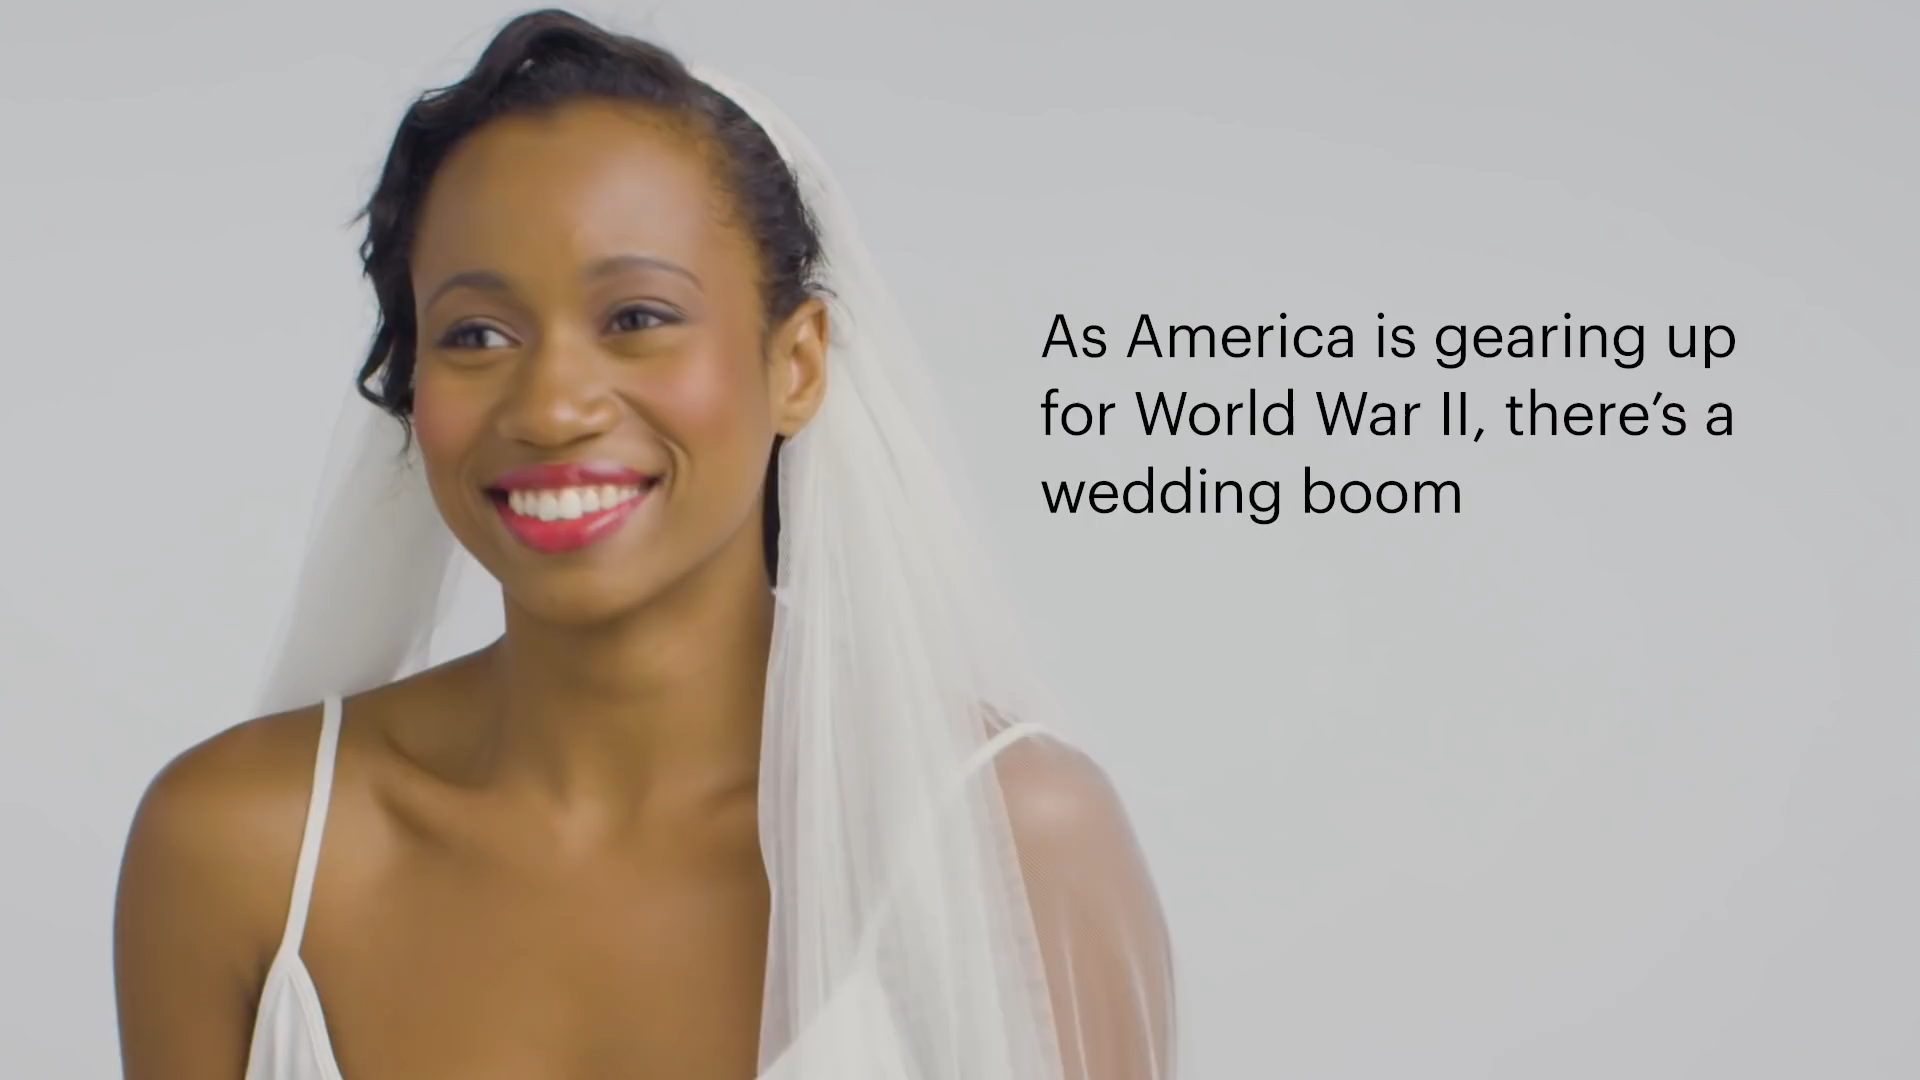 As America is gearing up
for World War II, there’s a
wedding boom